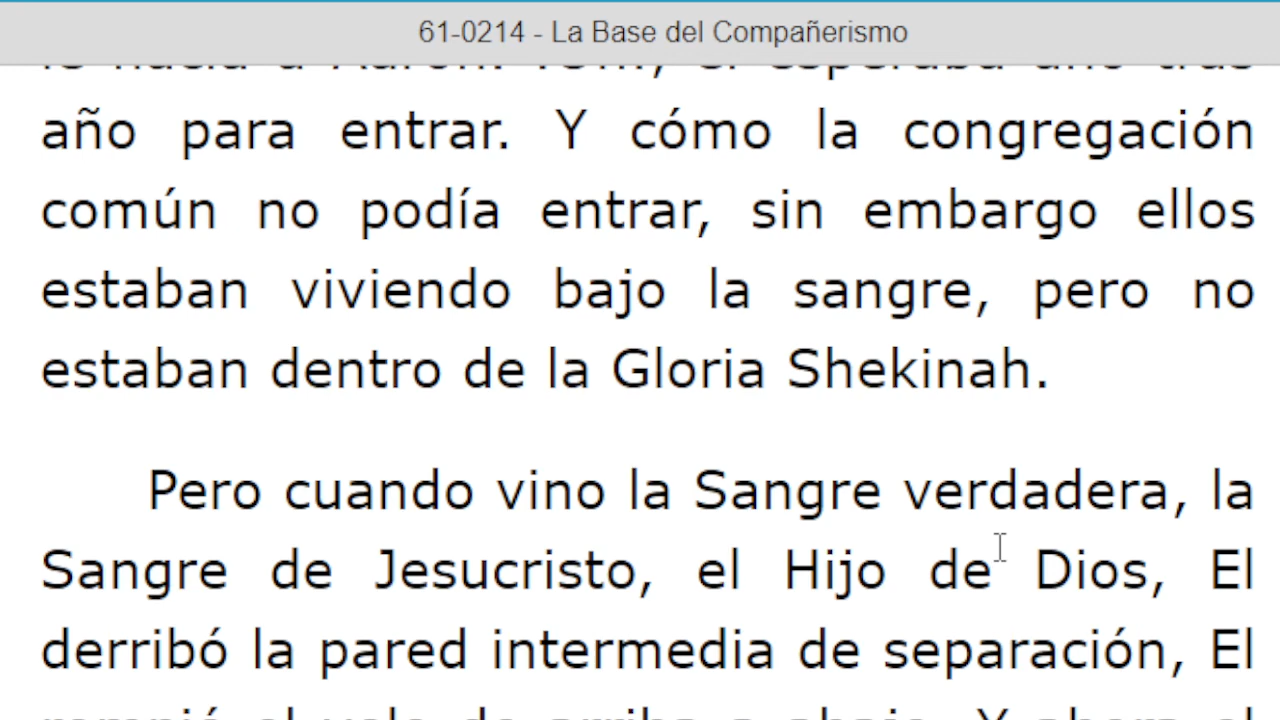 61-0214 - La Base del Compañerismo
año para entrar. Y cómo la congregación
común no podía entrar, sin embargo ellos
estaban viviendo bajo la sangre, pero no
estaban dentro de la Gloria Shekinah.
Pero cuando vino la Sangre verdadera, la
Sangre de Jesucristo, el Hijo de Dios, El
derribó la pared intermedia de separación, El